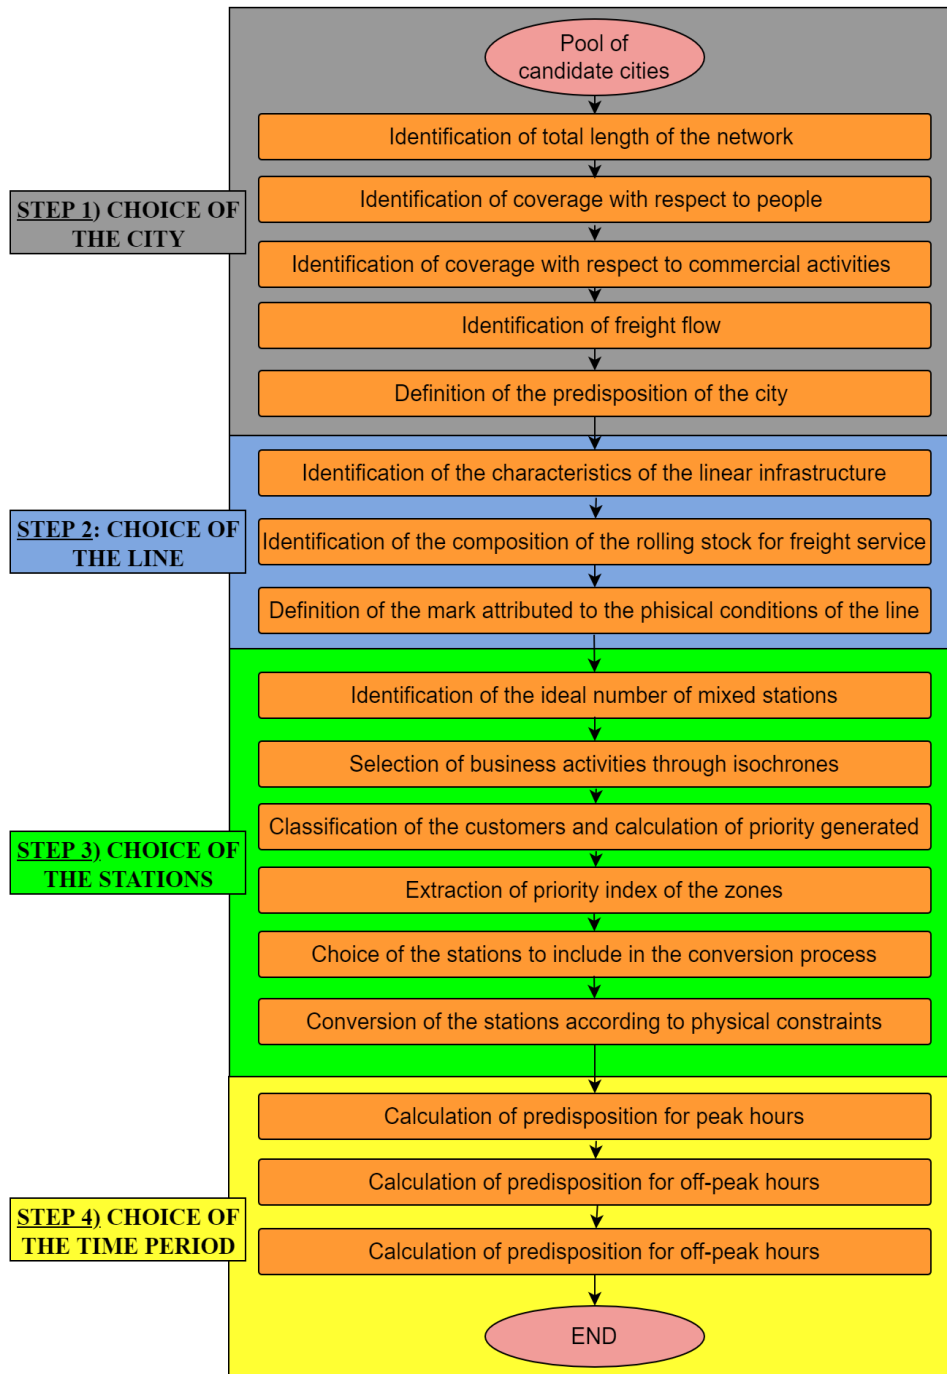 Pool of
candidate cities
Identification of total length of the network
STEP 1) CHOICE OF
THE CITY
Identification of coverage with respect to people
Identification of coverage with respect to commercial activities
Identification of freight flow
Definition of the predisposition of the city
Identification of the characteristics of the linear infrastructure
STEP 2: CHOICE OF
THE LINE
Identification of the composition of the rolling stock for freight service
Definition of the mark attributed to the phisical conditions of the line
Identification of the ideal number of mixed stations
Selection of business activities through isochrones
STEP 3) CHOICE OF
THE STATIONS
Classification of the customers and calculation of priority generated
Extraction of priority index of the zones
Choice of the stations to include in the conversion process
Conversion of the stations according to physical constraints
Calculation of predisposition for peak hours
STEP 4) CHOICE OF
THE TIME PERIOD
Calculation of predisposition for off-peak hours
Calculation of predisposition for off-peak hours
END